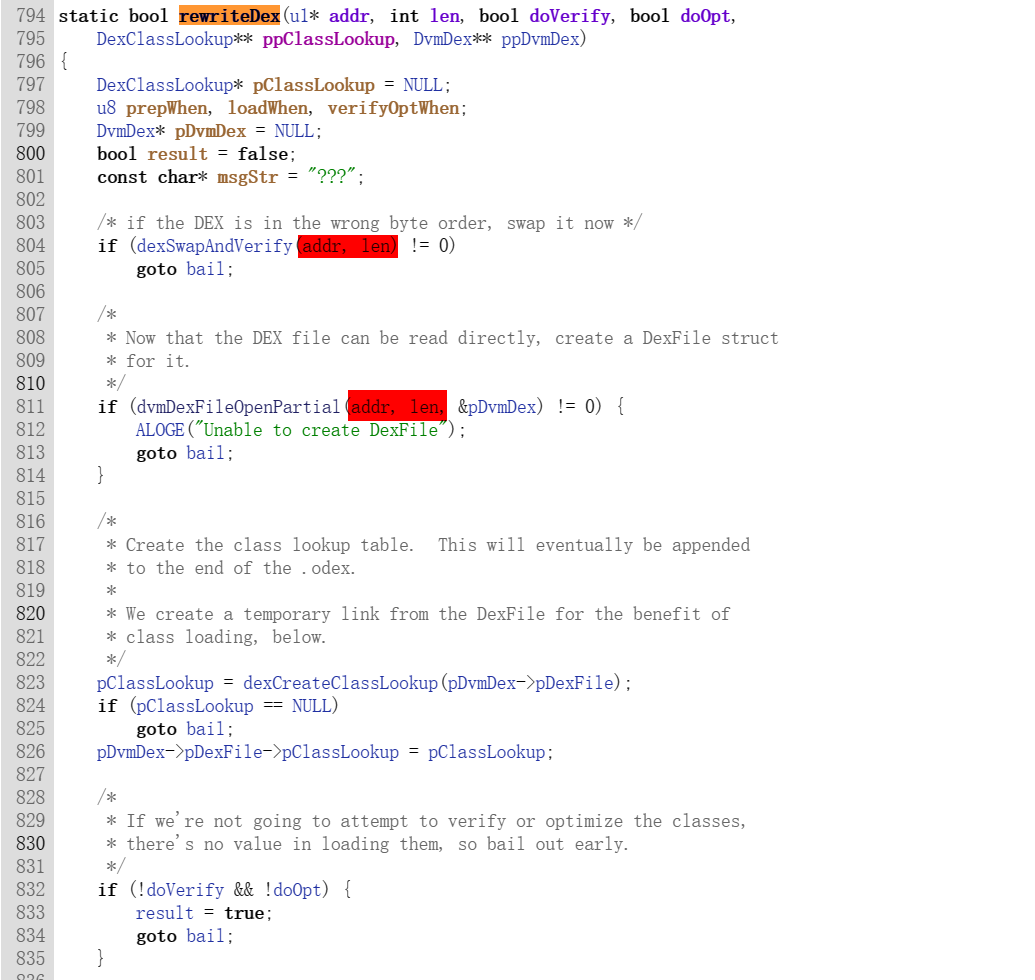 794 static bool rewriteDex(u1* addr, int len, bool doVerify, bool doOpt,
795     DexClassLookup** ppClassLookup, DvmDex** ppDvmDex)
796 {
797     DexClassLookup* pClassLookup = NULL;
798     u8 prepWhen, loadWhen, verifyOptWhen;
799     DvmDex* pDvmDex = NULL;
800     bool result = false;
801     const char* msgStr = "???";
802
803     /* if the DEX is in the wrong byte order, swap it now */
804     if (dexSwapAndVerify(addr, len) != 0)
805         goto bail;
806
807     /*
808      * Now that the DEX file can be read directly, create a DexFile struct
809      * for it.
810      */
811     if (dvmDexFileOpenPartial(addr, len, &pDvmDex) != 0) {
812         ALOGE("Unable to create DexFile");
813         goto bail;
814     }
815
816     /*
817      * Create the class lookup table.  This will eventually be appended
818      * to the end of the .odex.
819      *
820      * We create a temporary link from the DexFile for the benefit of
821      * class loading, below.
822      */
823     pClassLookup = dexCreateClassLookup(pDvmDex->pDexFile);
824     if (pClassLookup == NULL)
825         goto bail;
826     pDvmDex->pDexFile->pClassLookup = pClassLookup;
827
828     /*
829      * If we're not going to attempt to verify or optimize the classes,
830      * there's no value in loading them, so bail out early.
831      */
832     if (!doVerify && !doOpt) {
833         result = true;
834         goto bail;
835     }